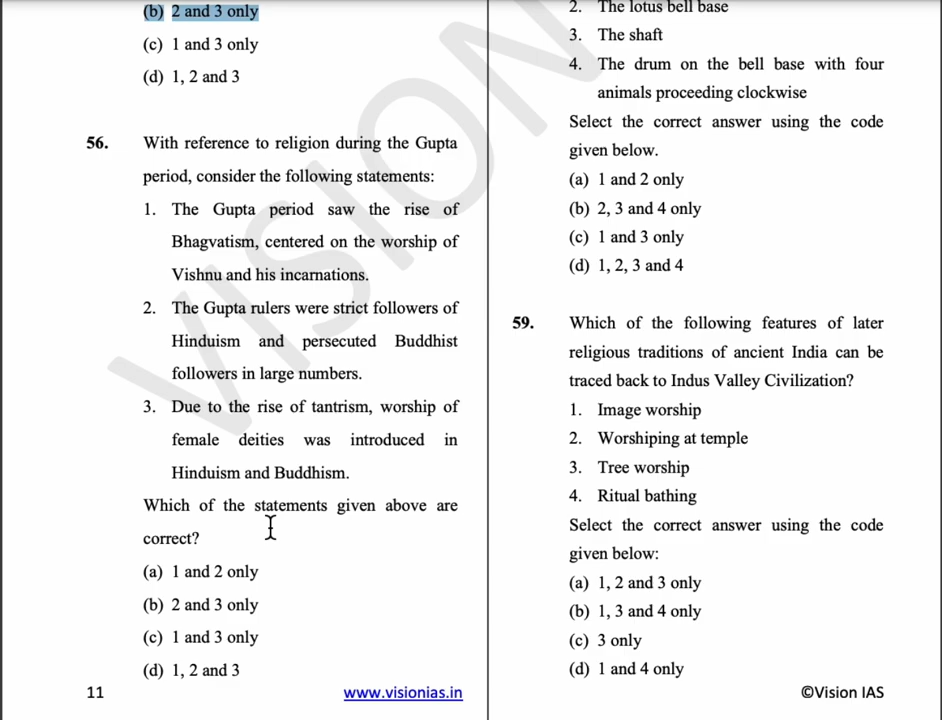 (b) 2 and 3 only
(c) 1 and 3 only
(d) 1, 2 and 3
56. With reference to religion during the Gupta
period, consider the following statements:
1. The Gupta period saw the rise of
Bhagvatism, centered on the worship of
Vishnu and his incarnations.
2. The Gupta rulers were strict followers of
Hinduism and persecuted Buddhist
followers in large numbers.
3. Due to the rise of tantrism, worship of
female deities was introduced in
Hinduism and Buddhism.
Which of the statements given above are
correct?
(a) 1 and 2 only
(b) 2 and 3 only
(c) 1 and 3 only
(d) 1, 2 and 3
2. The lotus bell base
3. The shaft
4. The drum on the bell base with four
animals proceeding clockwise
Select the correct answer using the code
given below.
(a) 1 and 2 only
(b) 2, 3 and 4 only
(c) 1 and 3 only
(d) 1, 2, 3 and 4
59. Which of the following features of later
religious traditions of ancient India can be
traced back to Indus Valley Civilization?
1. Image worship
2. Worshiping at temple
3. Tree worship
4. Ritual bathing
Select the correct answer using the code
given below:
(a) 1, 2 and 3 only
(b) 1, 3 and 4 only
(c) 3 only
(d) 1 and 4 only
11 www.visionias.in ©Vision IAS
VISION